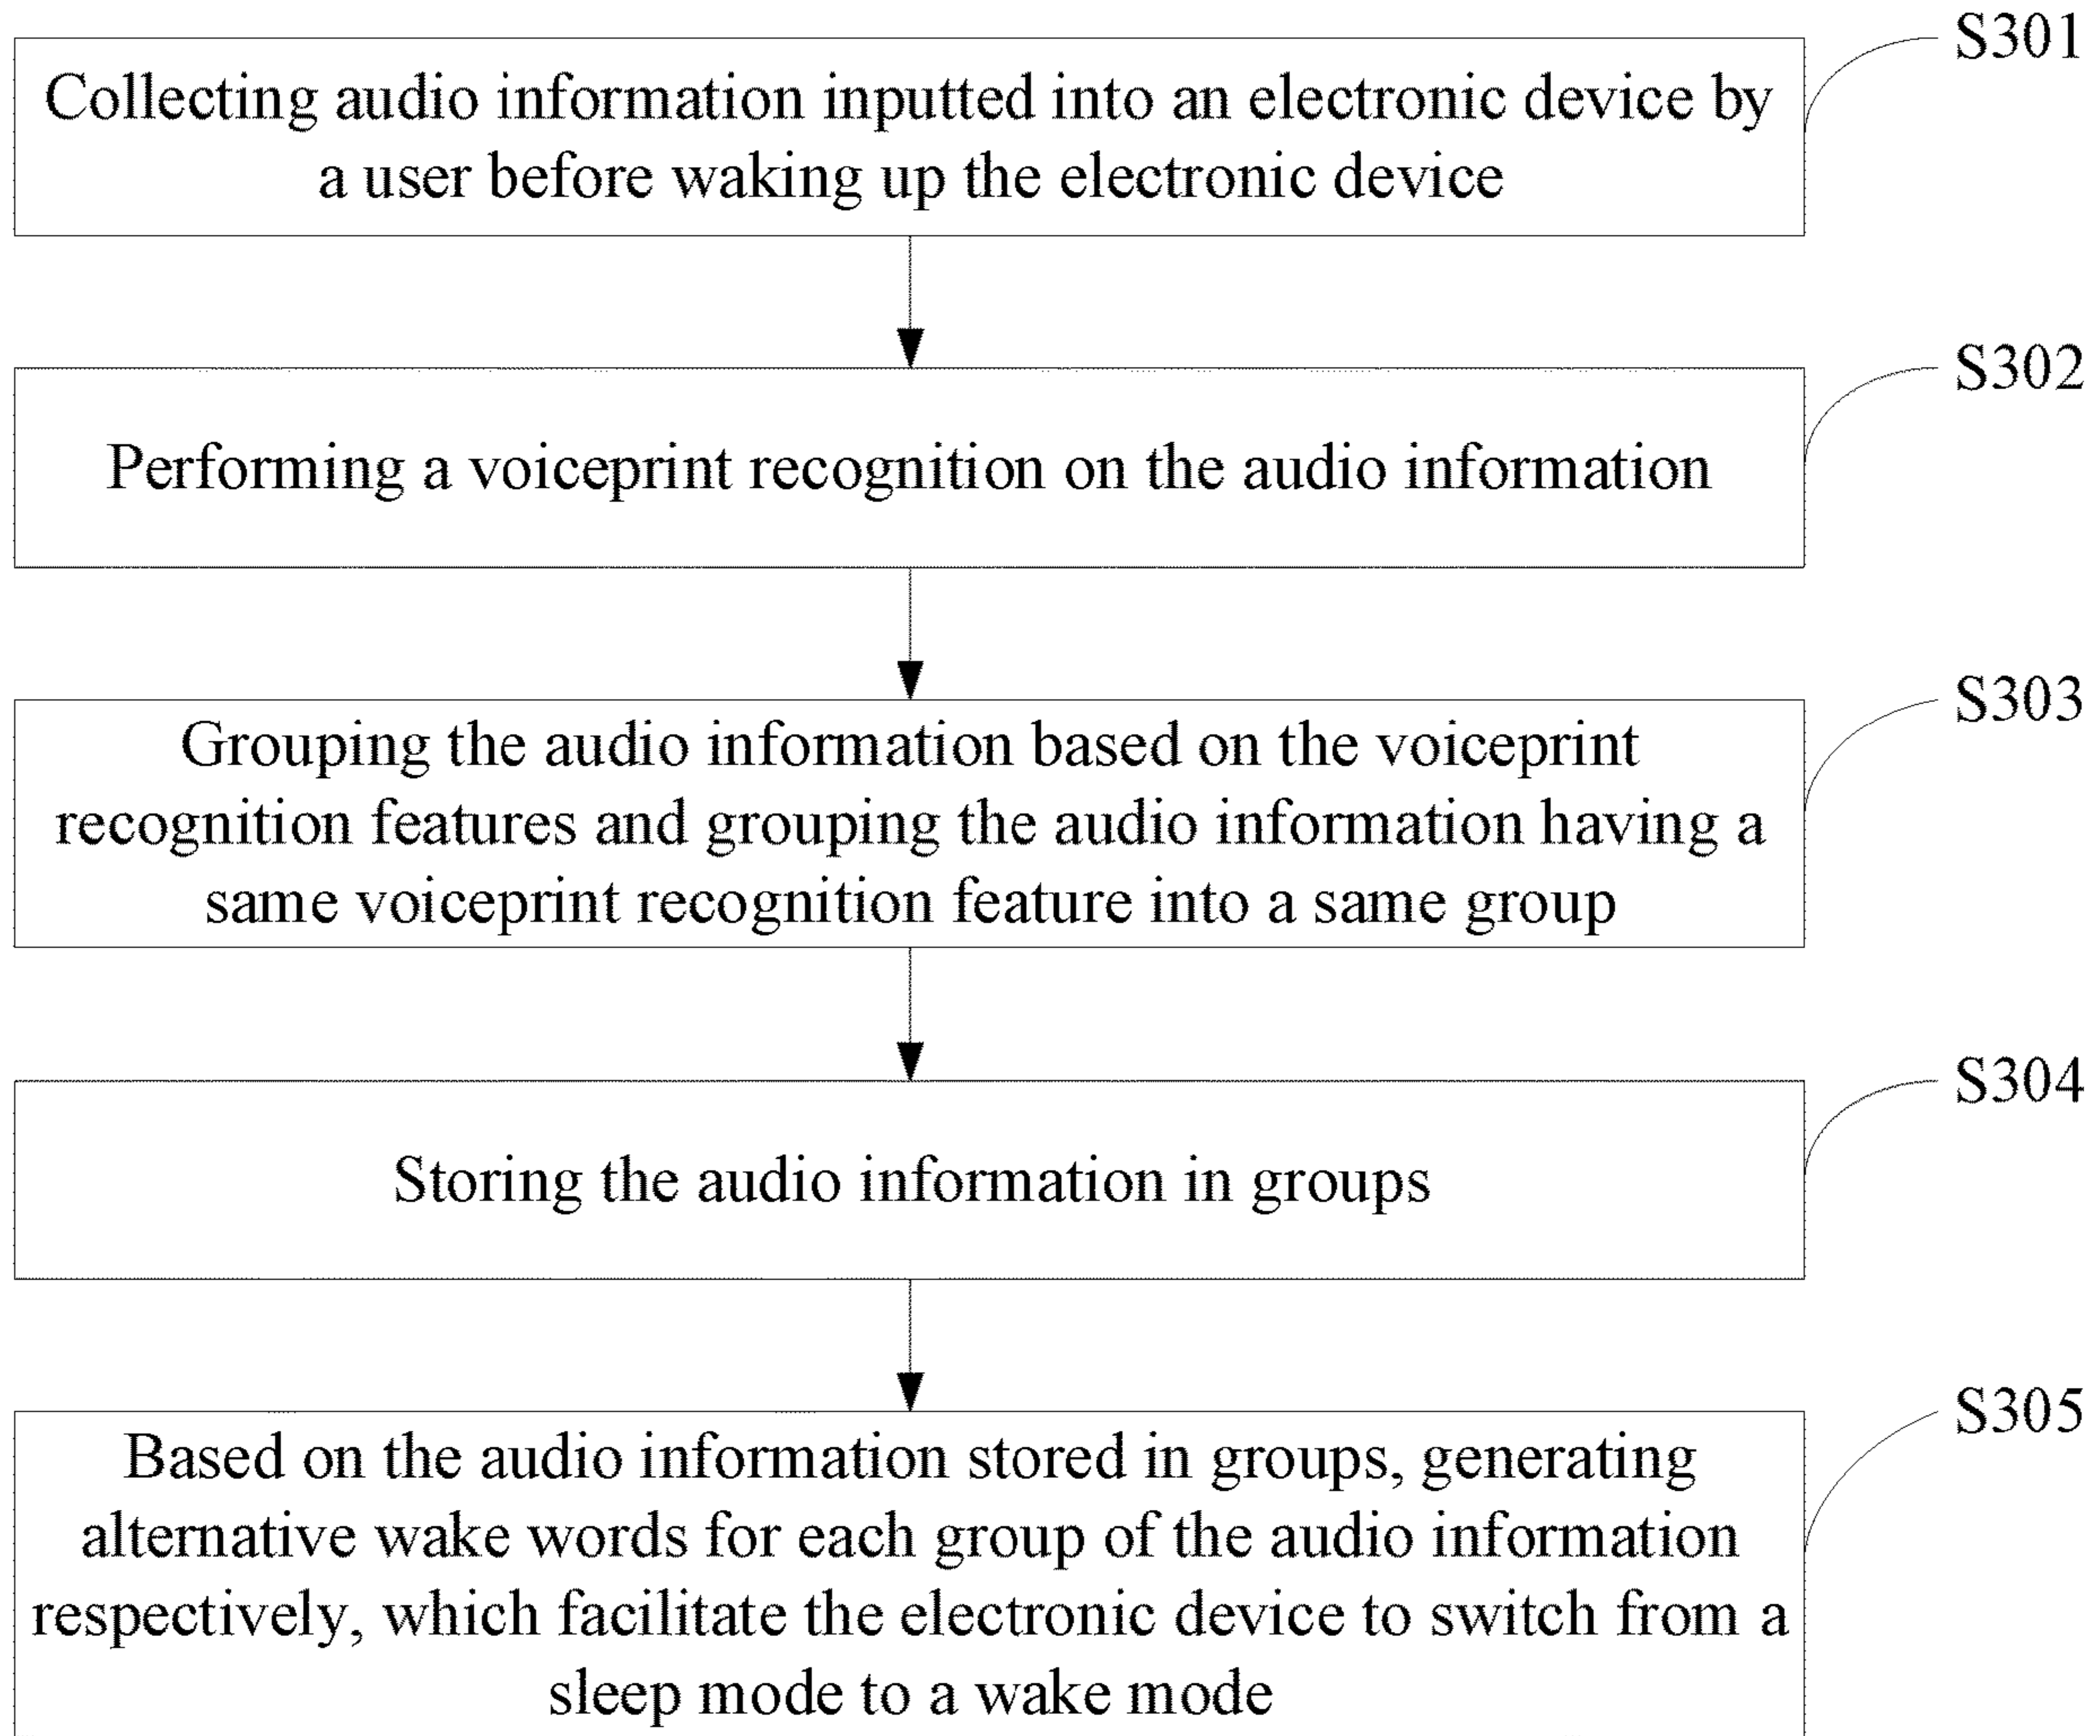 S301
Collecting audio information inputted into an electronic device by
a user before waking up the electronic device
S302
Performing a voiceprint recognition on the audio information
S303
Grouping the audio information based on the voiceprint
recognition features and grouping the audio information having a
same voiceprint recognition feature into a same group
S304
Storing the audio information in groups
S305
Based on the audio information stored in groups, generating
alternative wake words for each group of the audio information
respectively, which facilitate the electronic device to switch from a
sleep mode to a wake mode